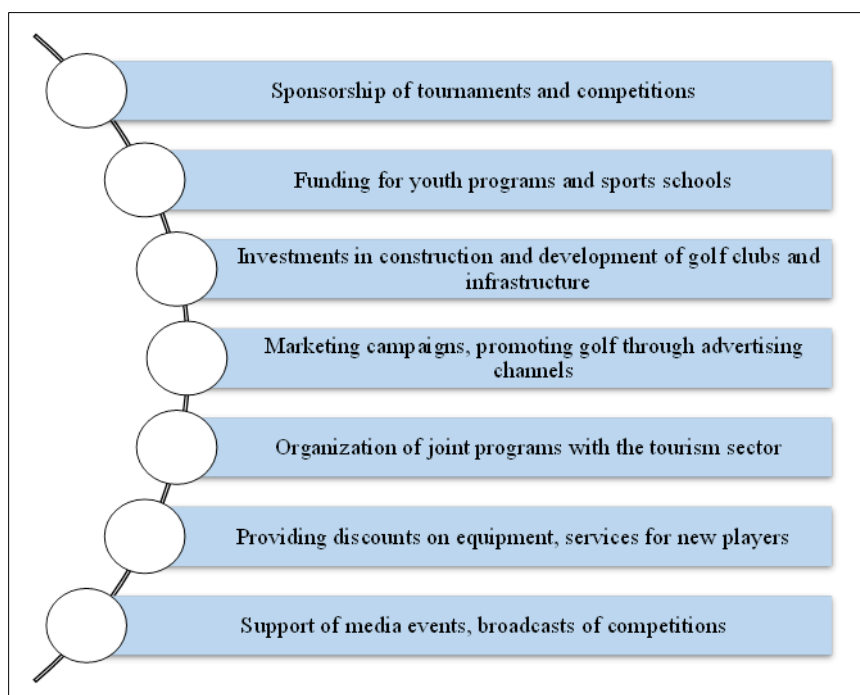 Sponsorship of tournaments and competitions
Funding for youth programs and sports schools
Investments in construction and development of golf clubs and
infrastructure
Marketing campaigns, promoting golf through advertising
channels
Organization of joint programs with the tourism sector
Providing discounts on equipment, services for new players
Support of media events, broadcasts of competitions